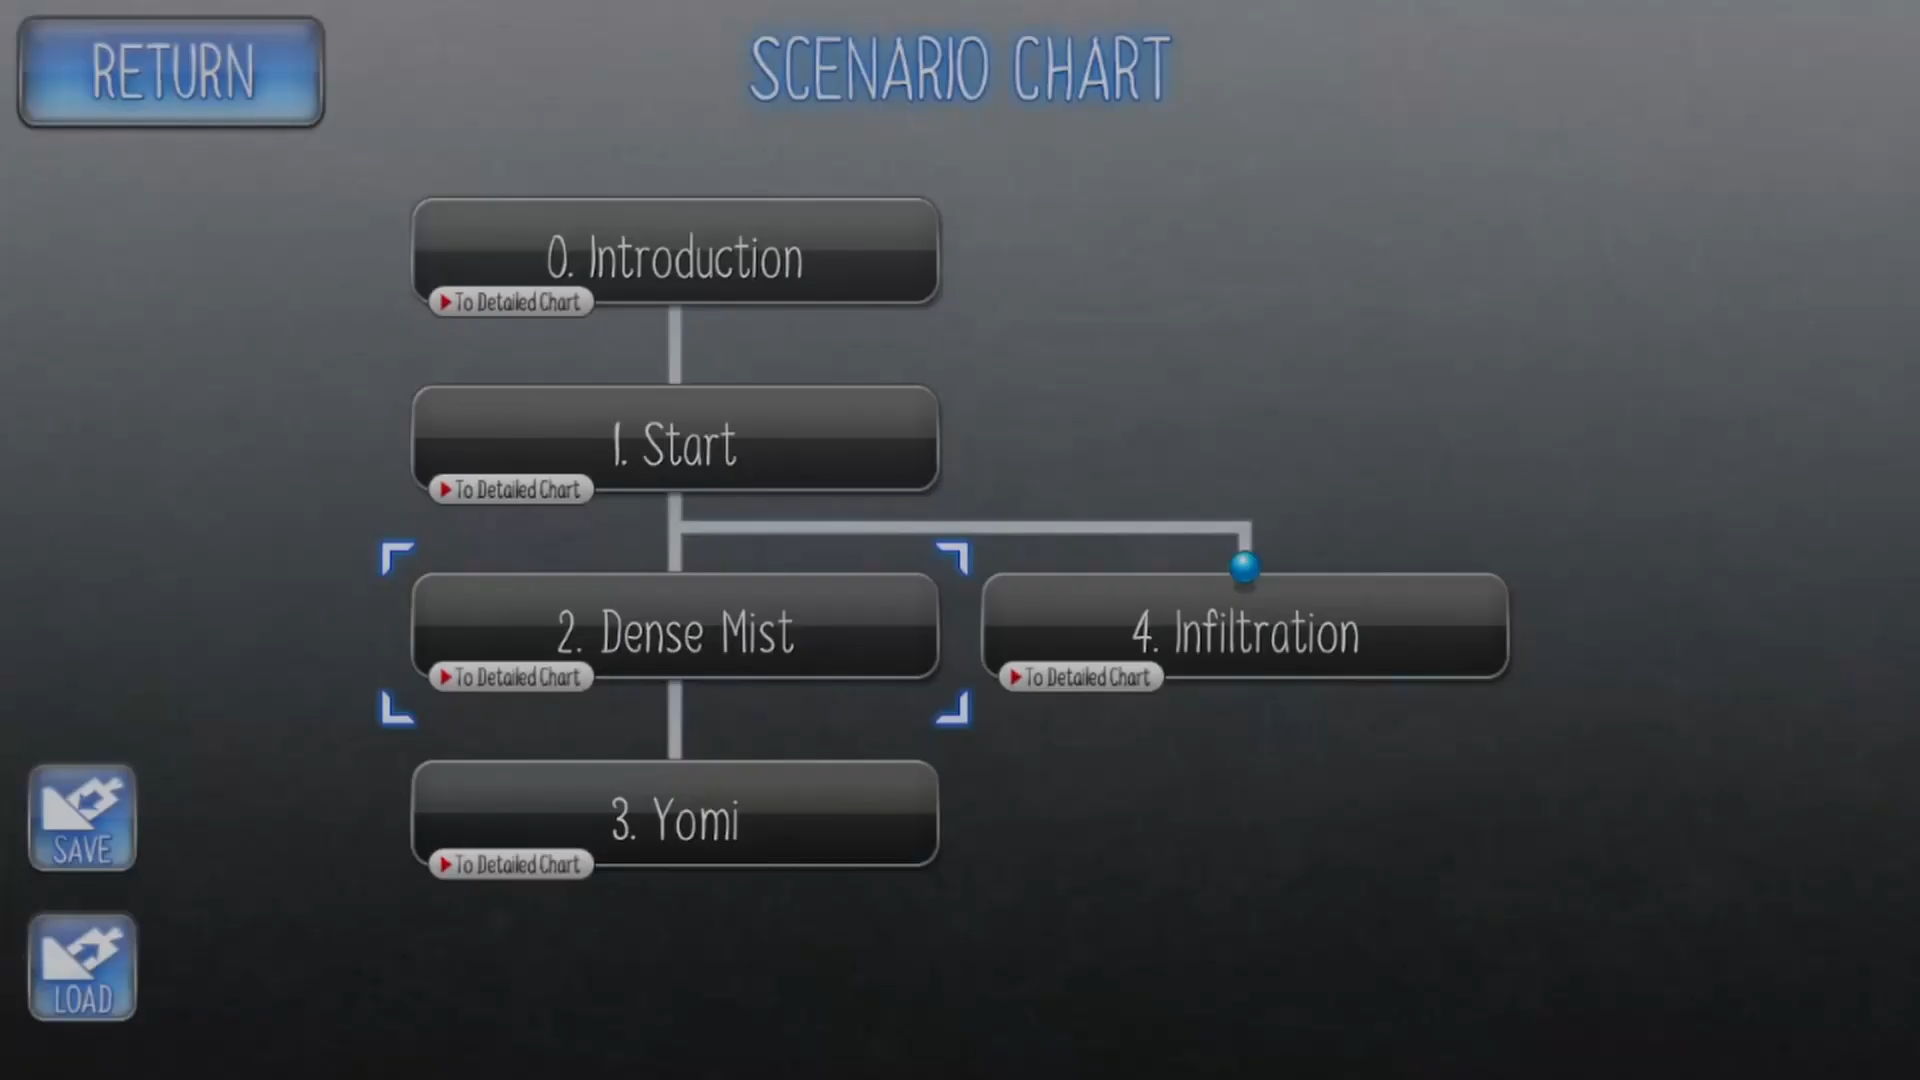 RETURN
SCENARIO CHART
0. Introduction
To Detailed Chart
1. Start
To Detailed Chart
2. Dense Mist
To Detailed Chart
4. Infiltration
To Detailed Chart
3. Yomi
To Detailed Chart
SAVE
LOAD